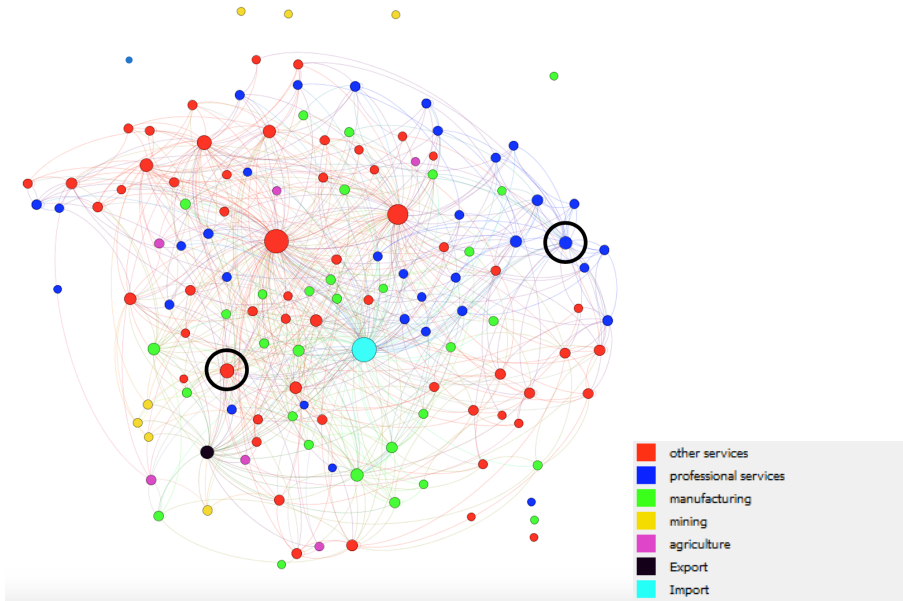 other services
professional services
manufacturing
mining
agriculture
Export
Import